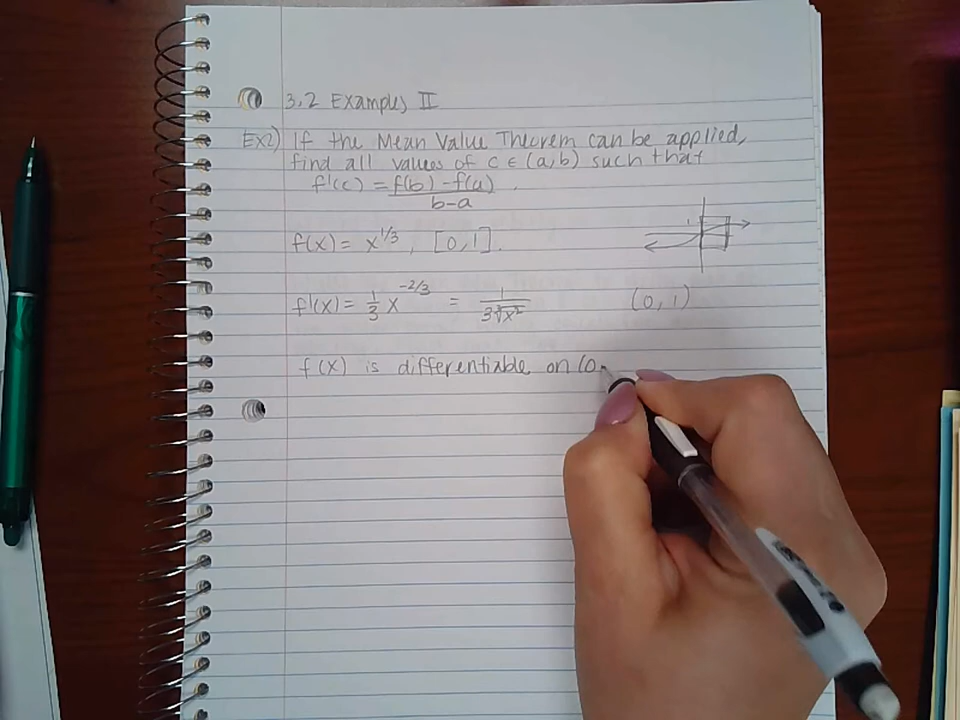 3.2 Examples II
Ex2) If the Mean Value Theorem can be applied,
find all values of c ∈ (a,b) such that
f'(c) = f(b) - f(a) / b-a .
f(x) = x^1/3 , [0,1].
1
f'(x) = 1/3 x^-2/3 = 1/3∛x² (0, 1)
f(x) is differentiable on (0,